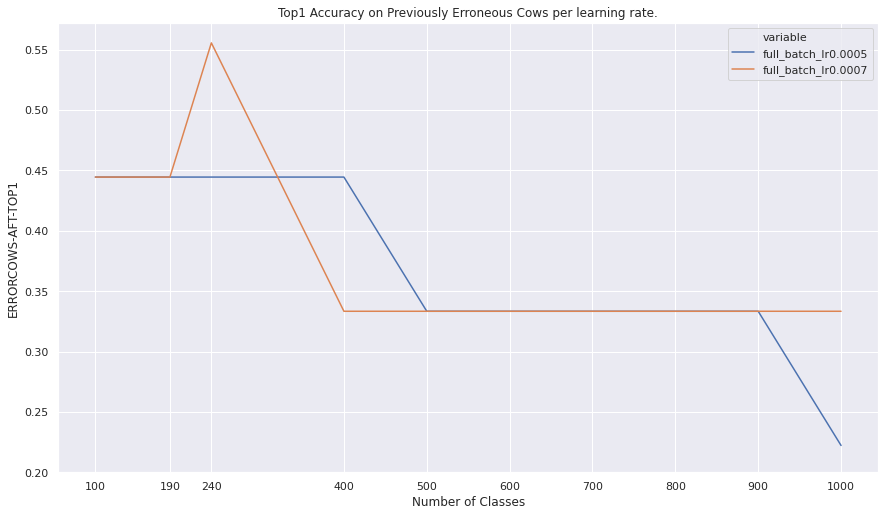 Top1 Accuracy on Previously Erroneous Cows per learning rate.
variable
full_batch_lr0.0005
full_batch_lr0.0007
ERRORCOWS-AFT-TOP1
0.55
0.50
0.45
0.40
0.35
0.30
0.25
0.20
100 190 240 400 500 600 700 800 900 1000
Number of Classes